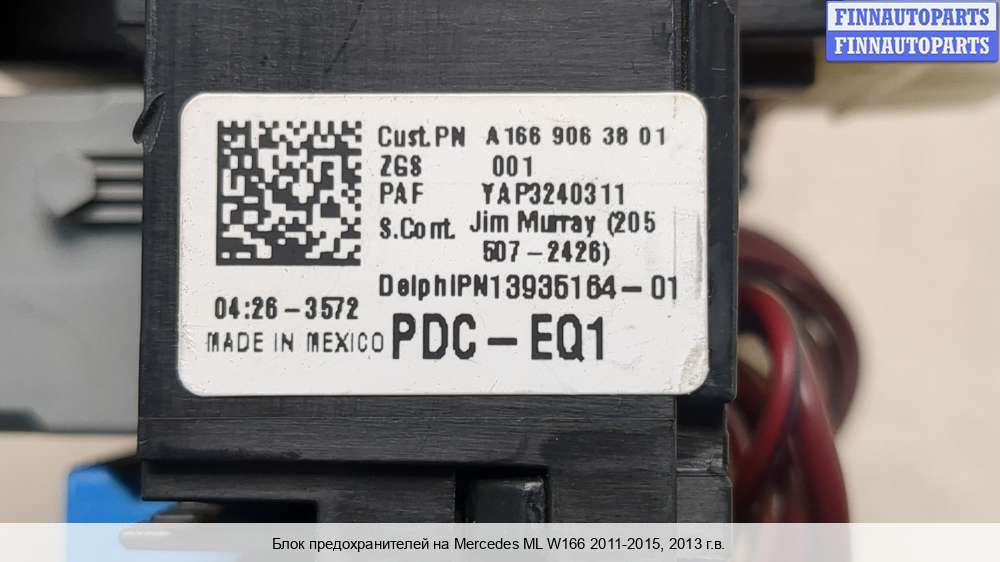 FINNAUTOPARTS
FINNAUTOPARTS
Cust.PN A 166 906 38 01
ZGS 001
PAF YAP3240311
S.Cont. Jim Murray (205
507-2426)
DelphiPN13935164-01
04:26-3572
MADE IN MEXICO PDC-EQ1
Блок предохранителей на Mercedes ML W166 2011-2015, 2013 г.в.